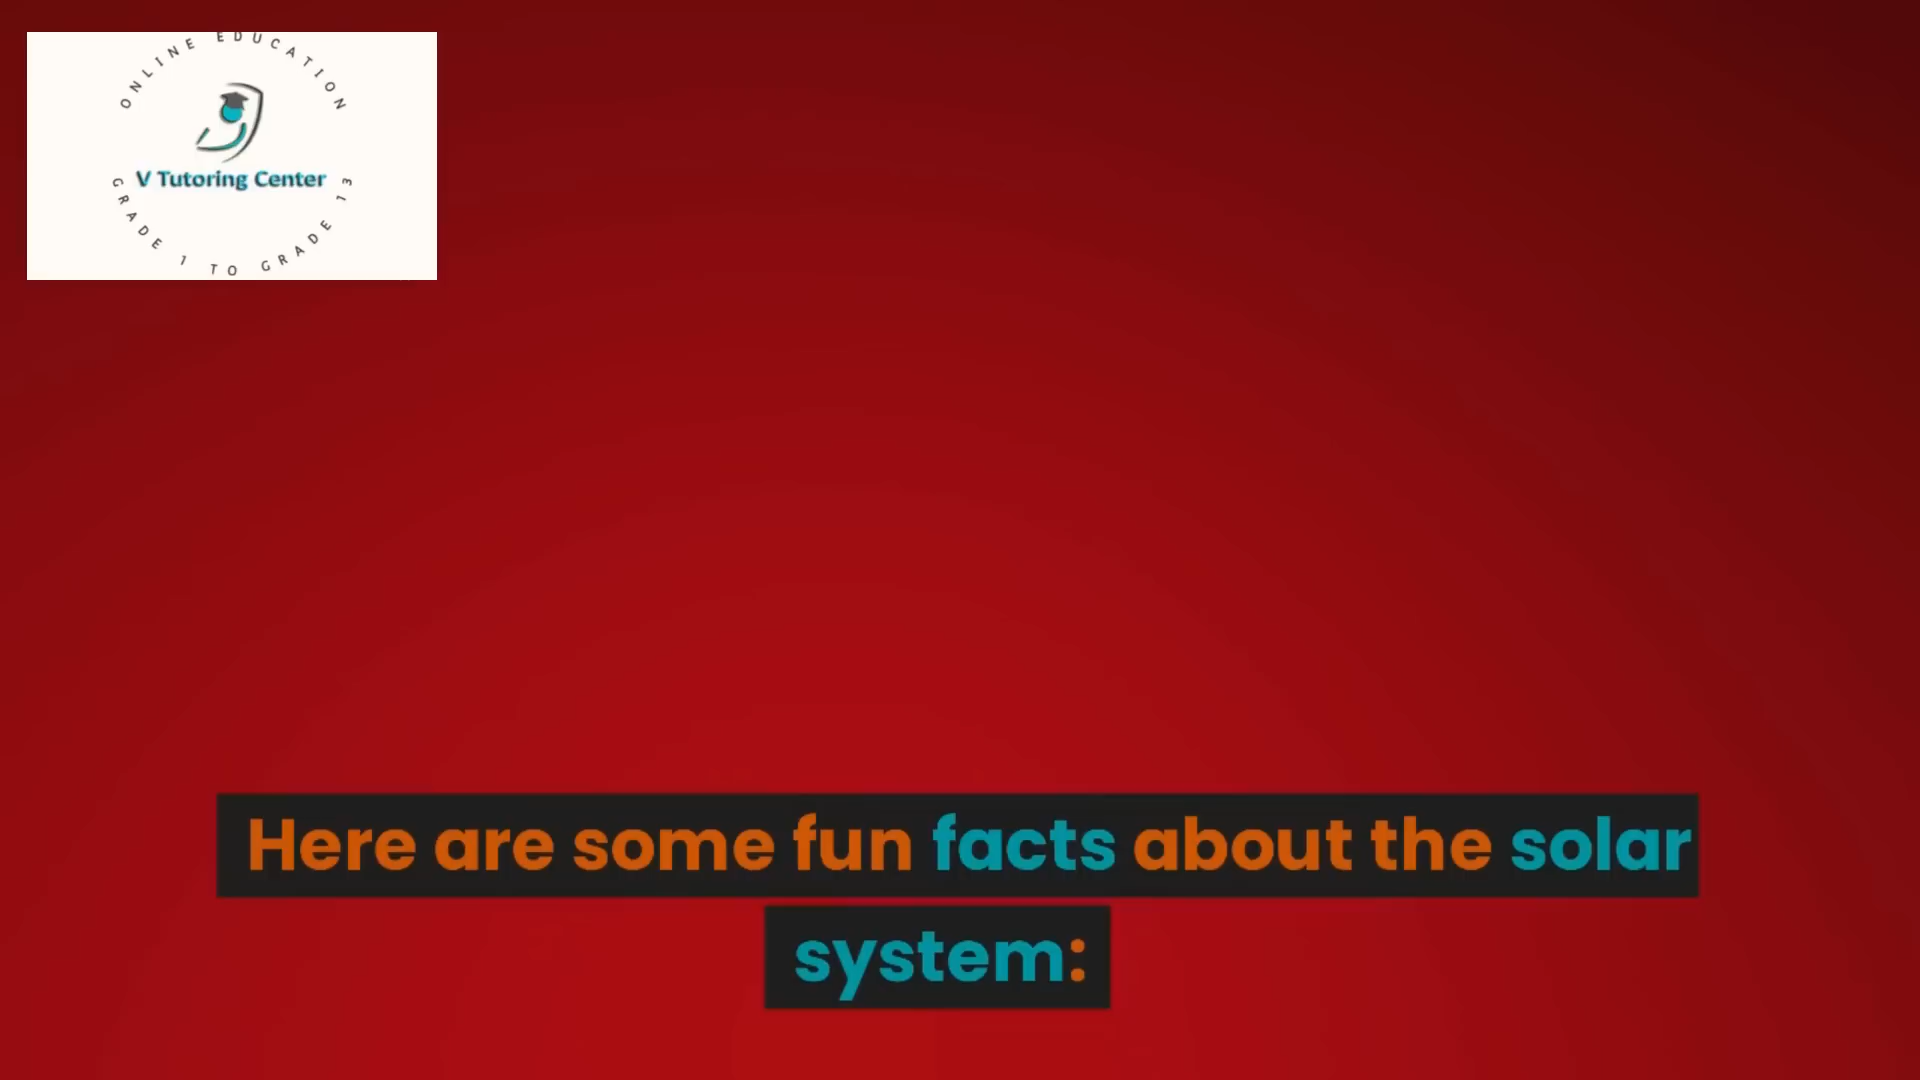 ONLINE EDUCATION
V Tutoring Center
GRADE 1 TO GRADE 13
Here are some fun facts about the solar
system: